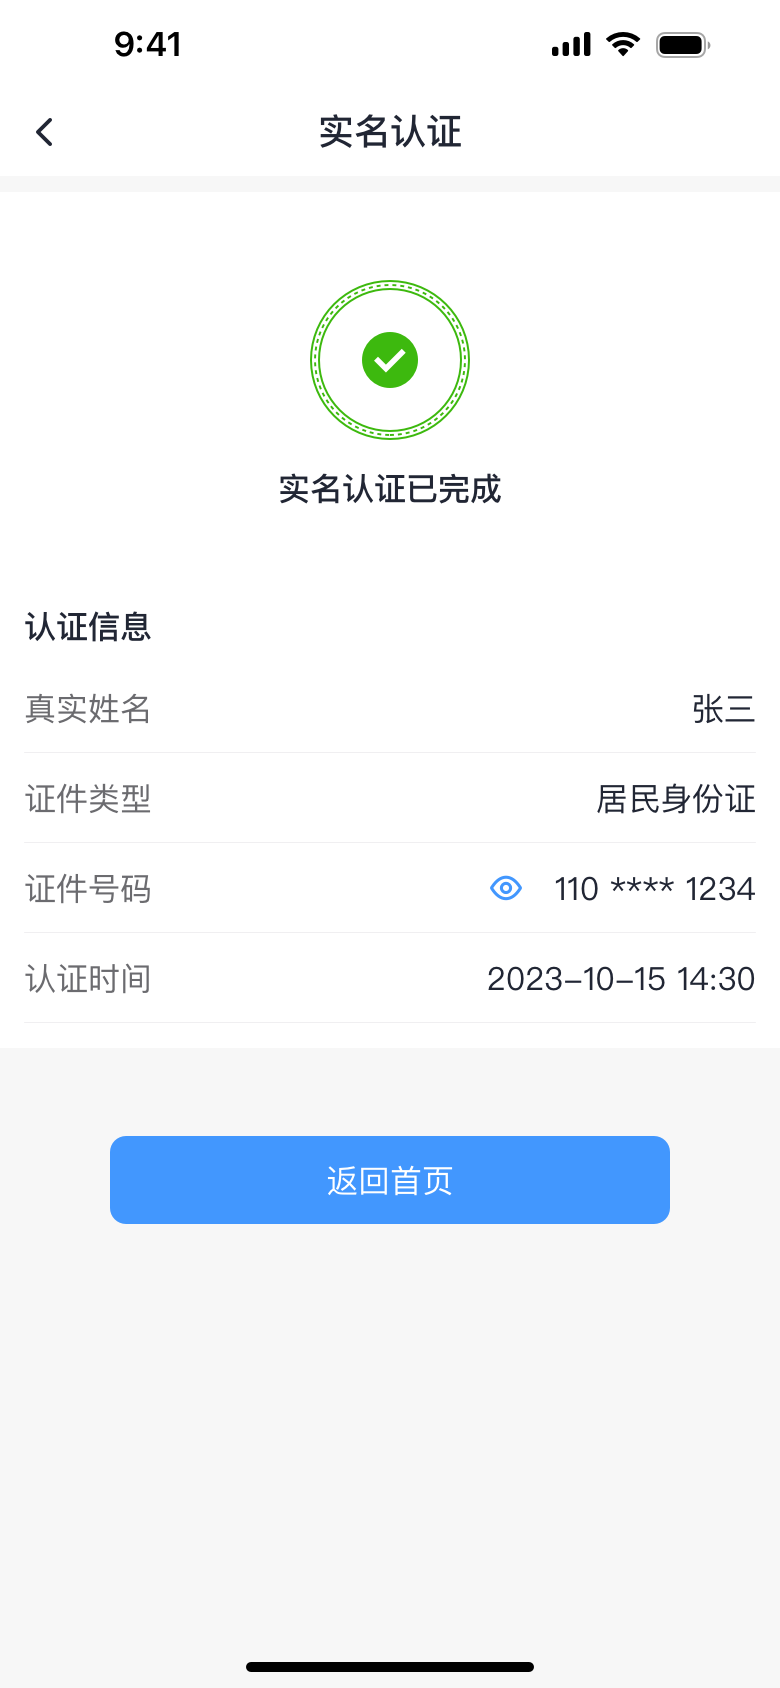 9:41
实名认证
实名认证已完成
认证信息
真实姓名 张三
证件类型 居民身份证
证件号码 110 **** 1234
认证时间 2023-10-15 14:30
返回首页